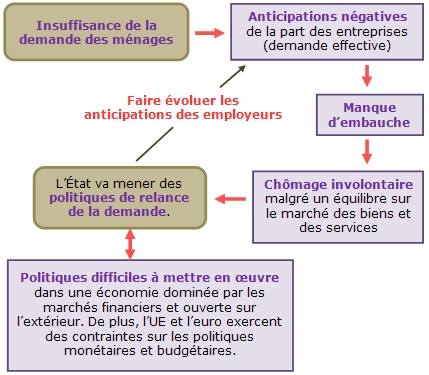 Insuffisance de la
demande des ménages
Anticipations négatives
de la part des entreprises
(demande effective)
Faire évoluer les
anticipations des employeurs
Manque
d’embauche
L’État va mener des
politiques de relance
de la demande.
Chômage involontaire
malgré un équilibre sur
le marché des biens et
des services
Politiques difficiles à mettre en œuvre
dans une économie dominée par les
marchés financiers et ouverte sur
l’extérieur. De plus, l’UE et l’euro exercent
des contraintes sur les politiques
monétaires et budgétaires.